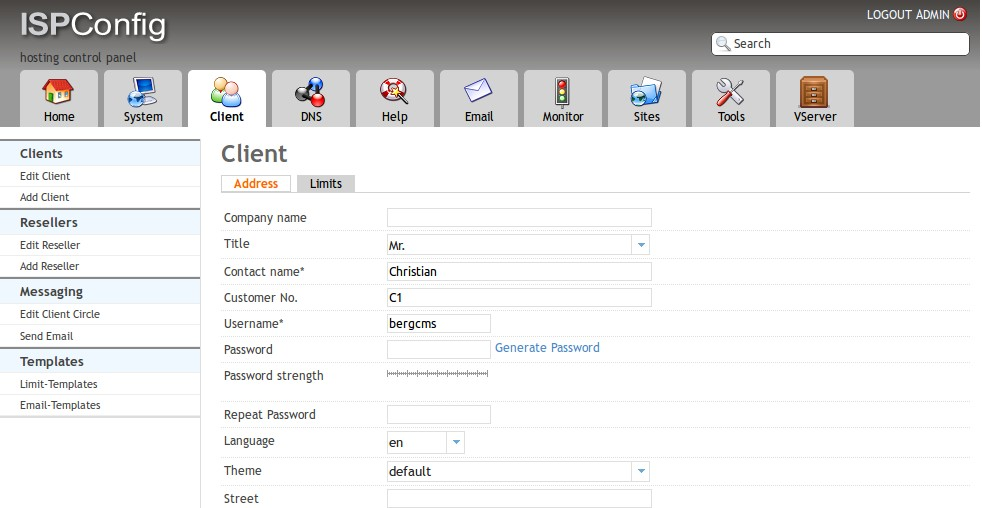 ISPConfig
hosting control panel
LOGOUT ADMIN
Search
Home
System
Client
DNS
Help
Email
Monitor
Sites
Tools
VServer
Clients
Edit Client
Add Client
Resellers
Edit Reseller
Add Reseller
Messaging
Edit Client Circle
Send Email
Templates
Limit-Templates
Email-Templates
Client
Address
Limits
Company name
Title Mr.
Contact name* Christian
Customer No. C1
Username* bergcms
Password Generate Password
Password strength
Repeat Password
Language en
Theme default
Street